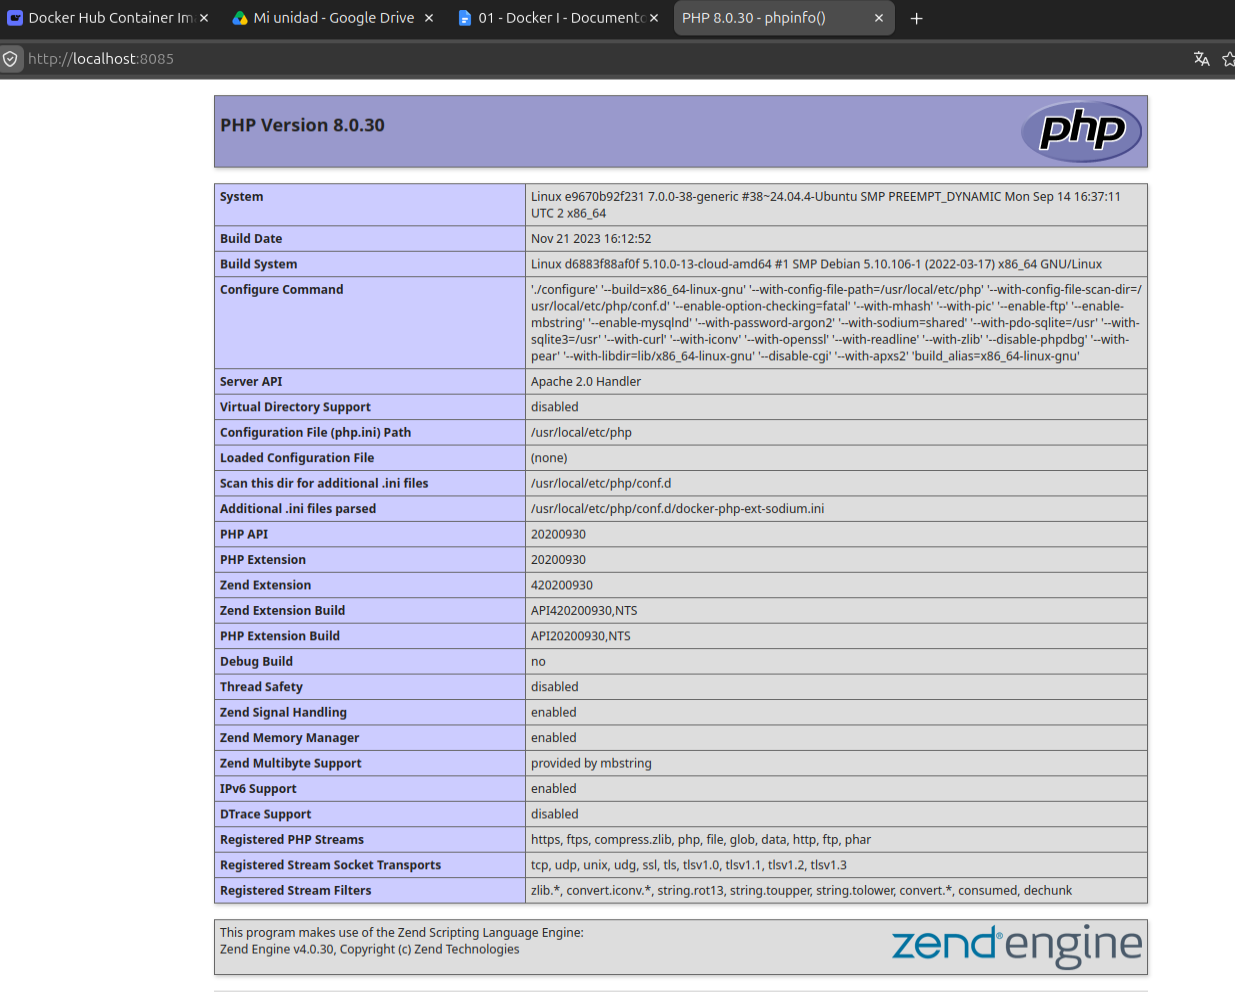 Docker Hub Container Im
Mi unidad - Google Drive
01 - Docker I - Documento
PHP 8.0.30 - phpinfo()
http://localhost:8085
PHP Version 8.0.30
php
System
Linux e9670b92f231 7.0.0-38-generic #38~24.04.4-Ubuntu SMP PREEMPT_DYNAMIC Mon Sep 14 16:37:11
UTC 2 x86_64
Build Date
Nov 21 2023 16:12:52
Build System
Linux d6883f88af0f 5.10.0-13-cloud-amd64 #1 SMP Debian 5.10.106-1 (2022-03-17) x86_64 GNU/Linux
Configure Command
'./configure' '--build=x86_64-linux-gnu' '--with-config-file-path=/usr/local/etc/php' '--with-config-file-scan-dir=/
usr/local/etc/php/conf.d' '--enable-option-checking=fatal' '--with-mhash' '--with-pic' '--enable-ftp' '--enable-
mbstring' '--enable-mysqlnd' '--with-password-argon2' '--with-sodium=shared' '--with-pdo-sqlite=/usr' '--with-
sqlite3=/usr' '--with-curl' '--with-iconv' '--with-openssl' '--with-readline' '--with-zlib' '--disable-phpdbg' '--with-
pear' '--with-libdir=lib/x86_64-linux-gnu' '--disable-cgi' '--with-apxs2' 'build_alias=x86_64-linux-gnu'
Server API
Apache 2.0 Handler
Virtual Directory Support
disabled
Configuration File (php.ini) Path
/usr/local/etc/php
Loaded Configuration File
(none)
Scan this dir for additional .ini files
/usr/local/etc/php/conf.d
Additional .ini files parsed
/usr/local/etc/php/conf.d/docker-php-ext-sodium.ini
PHP API
20200930
PHP Extension
20200930
Zend Extension
420200930
Zend Extension Build
API420200930,NTS
PHP Extension Build
API20200930,NTS
Debug Build
no
Thread Safety
disabled
Zend Signal Handling
enabled
Zend Memory Manager
enabled
Zend Multibyte Support
provided by mbstring
IPv6 Support
enabled
DTrace Support
disabled
Registered PHP Streams
https, ftps, compress.zlib, php, file, glob, data, http, ftp, phar
Registered Stream Socket Transports
tcp, udp, unix, udg, ssl, tls, tlsv1.0, tlsv1.1, tlsv1.2, tlsv1.3
Registered Stream Filters
zlib.*, convert.iconv.*, string.rot13, string.toupper, string.tolower, convert.*, consumed, dechunk
This program makes use of the Zend Scripting Language Engine:
Zend Engine v4.0.30, Copyright (c) Zend Technologies
zend® engine